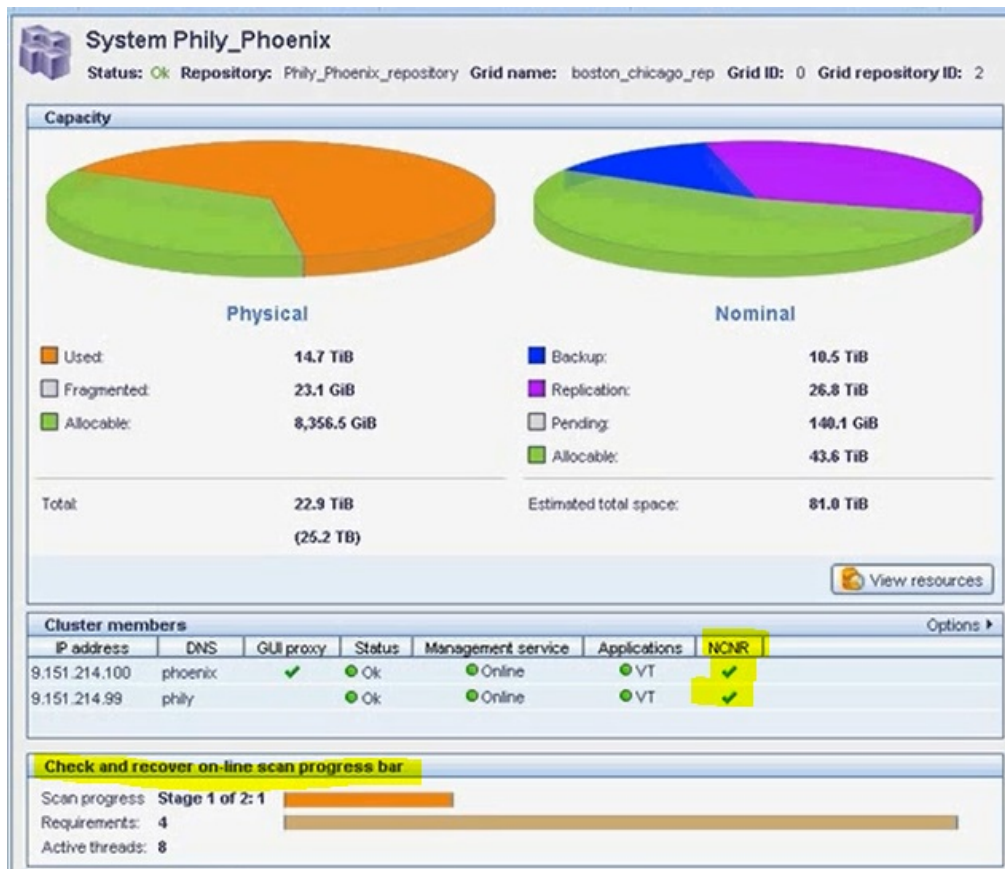 System Phily_Phoenix
Status: Ok Repository: Phily_Phoenix_repository Grid name: boston_chicago_rep Grid ID: 0 Grid repository ID: 2
Capacity
Physical
Used: 14.7 TiB
Fragmented: 23.1 GiB
Allocable: 8,356.5 GiB
Total: 22.9 TiB
(25.2 TB)
Nominal
Backup: 10.5 TiB
Replication: 26.8 TiB
Pending: 140.1 GiB
Allocable: 43.6 TiB
Estimated total space: 81.0 TiB
View resources
Cluster members Options
IP address DNS GUI proxy Status Management service Applications NCNR
9.151.214.100 phoenix ✔ Ok Online VT ✔
9.151.214.99 phily Ok Online VT ✔
Check and recover on-line scan progress bar
Scan progress Stage 1 of 2: 1
Requirements: 4
Active threads: 8